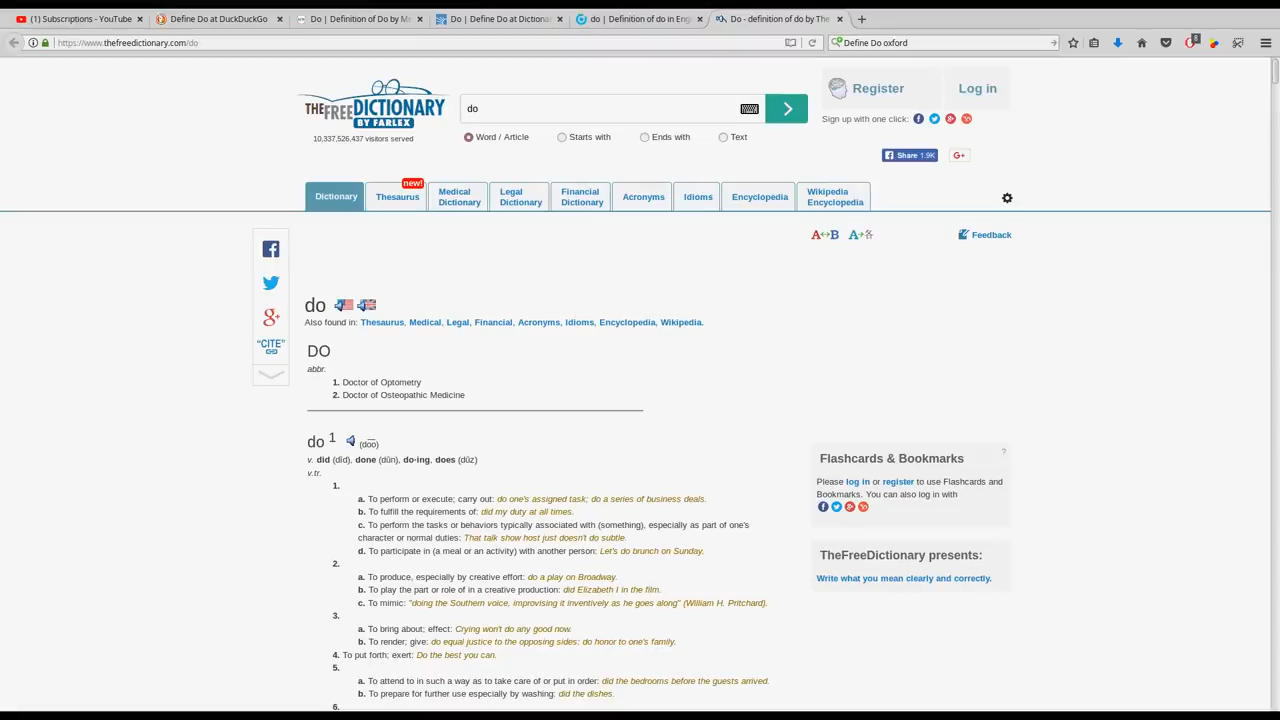 (1) Subscriptions - YouTube
Define Do at DuckDuckGo
Do | Definition of Do by Me
Do | Define Do at Dictionar
do | Definition of do in Eng
Do - definition of do by The
https://www.thefreedictionary.com/do
Define Do oxford
8
THEFREEDICTIONARY
BY FARLEX
10,337,526,437 visitors served
do
Word / Article
Starts with
Ends with
Text
Register
Log in
Sign up with one click:
Share 1.9K
G+
new!
Dictionary
Thesaurus
Medical Dictionary
Legal Dictionary
Financial Dictionary
Acronyms
Idioms
Encyclopedia
Wikipedia Encyclopedia
A↔B
Feedback
"CITE"
do
Also found in: Thesaurus, Medical, Legal, Financial, Acronyms, Idioms, Encyclopedia, Wikipedia.
DO
abbr.
1. Doctor of Optometry
2. Doctor of Osteopathic Medicine
do 1 (do͞o)
v. did (dĭd), done (dŭn), do·ing, does (dŭz)
v.tr.
1.
a. To perform or execute; carry out: do one's assigned task; do a series of business deals.
b. To fulfill the requirements of: did my duty at all times.
c. To perform the tasks or behaviors typically associated with (something), especially as part of one's
character or normal duties: That talk show host just doesn't do subtle.
d. To participate in (a meal or an activity) with another person: Let's do brunch on Sunday.
2.
a. To produce, especially by creative effort: do a play on Broadway.
b. To play the part or role of in a creative production: did Elizabeth I in the film.
c. To mimic: "doing the Southern voice, improvising it inventively as he goes along" (William H. Pritchard).
3.
a. To bring about; effect: Crying won't do any good now.
b. To render; give: do equal justice to the opposing sides; do honor to one's family.
4. To put forth; exert: Do the best you can.
5.
a. To attend to in such a way as to take care of or put in order: did the bedrooms before the guests arrived.
b. To prepare for further use especially by washing: did the dishes.
6.
Flashcards & Bookmarks
?
Please log in or register to use Flashcards and
Bookmarks. You can also log in with
TheFreeDictionary presents:
Write what you mean clearly and correctly.